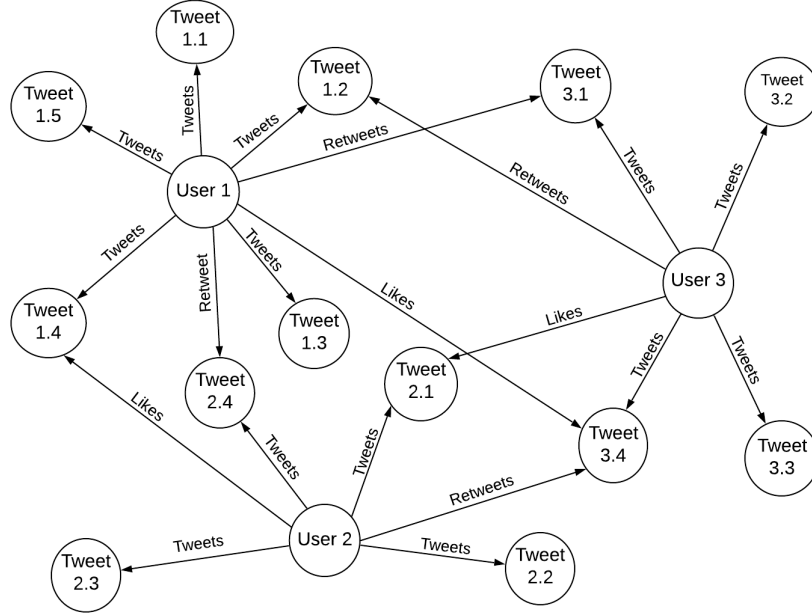 Tweet
1.1
Tweet
1.2
Tweet
3.1
Tweet
3.2
Tweet
1.5
Tweets
Tweets
Tweets
Retweets
Retweets
Tweets
Tweets
User 1
Tweets
Retweet
Tweets
Likes
User 3
Likes
Tweet
1.4
Tweet
1.3
Tweets
Tweets
Tweet
2.4
Tweet
2.1
Likes
Tweet
3.4
Tweet
3.3
Tweets
Tweets
Retweets
User 2
Tweets
Tweets
Tweet
2.3
Tweet
2.2